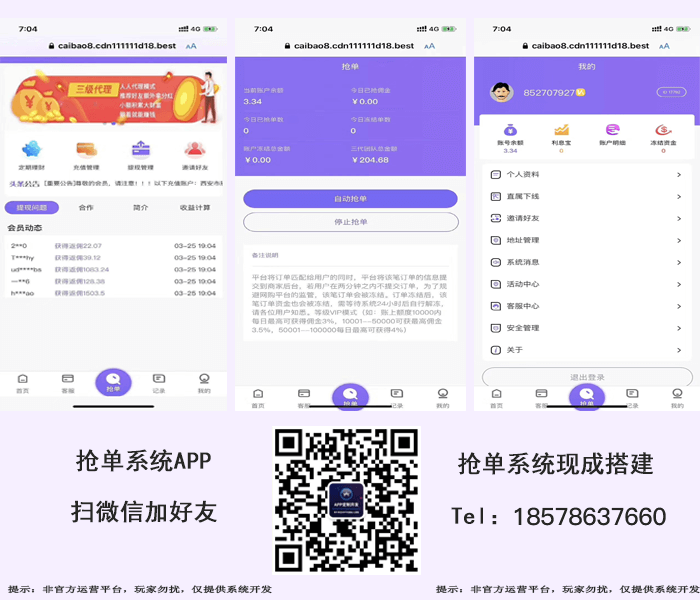 7:04
4G
caibao8.cdn111111d18.best
AA
三级代理
人人代理模式
推荐好友额外拿分红
小额积累大财富
躺着就能赚钱
定期理财
充值管理
提现管理
邀请好友
头条公告
【重要公告】尊敬的会员，请注意！！！以下充值账户：西安市
提现问题
合作
简介
收益计算
会员动态
2**0 获得返佣22.07 03-25 19:04
T***hy 获得返佣39.12 03-25 19:04
ud****bs 获得返佣1083.24 03-25 19:04
—**6 获得返佣128.38 03-25 19:04
h***ao 获得返佣1503.5 03-25 19:04
首页
客服
抢单
记录
我的
7:04
4G
caibao8.cdn111111d18.best
AA
抢单
当前账户余额
今日已抢佣金
3.34
￥0.00
今日已抢单数
今日冻结单数
0
0
账户冻结总金额
三代团队总金额
￥0.00
￥204.68
自动抢单
停止抢单
备注说明
平台将订单匹配给用户的同时，平台将该笔订单的信息提
交到商家后台，若用户在两分钟之内不提交订单，为了规
避网购平台的监管，该笔订单会被冻结。订单冻结后，该
笔订单资金也会被冻结，需等待系统24小时后自行解冻，
请各位用户知悉。等级VIP模式（如：账上额度10000内
每日最高可获得佣金3%，10001—50000可获最高佣金
3.5%，50001—100000每日最高可获得4%）
首页
客服
抢单
记录
我的
7:04
4G
caibao8.cdn111111d18.best
AA
我的
852707927
账号余额
3.34
利息宝
0
账户明细
冻结资金
0
个人资料
直属下线
邀请好友
地址管理
系统消息
活动中心
客服中心
安全管理
关于
退出登录
首页
客服
抢单
记录
我的
抢单系统APP
扫微信加好友
抢单系统现成搭建
Tel：18578637660
提示：非官方运营平台，玩家勿扰，仅提供系统开发
提示：非官方运营平台，玩家勿扰，仅提供系统开发